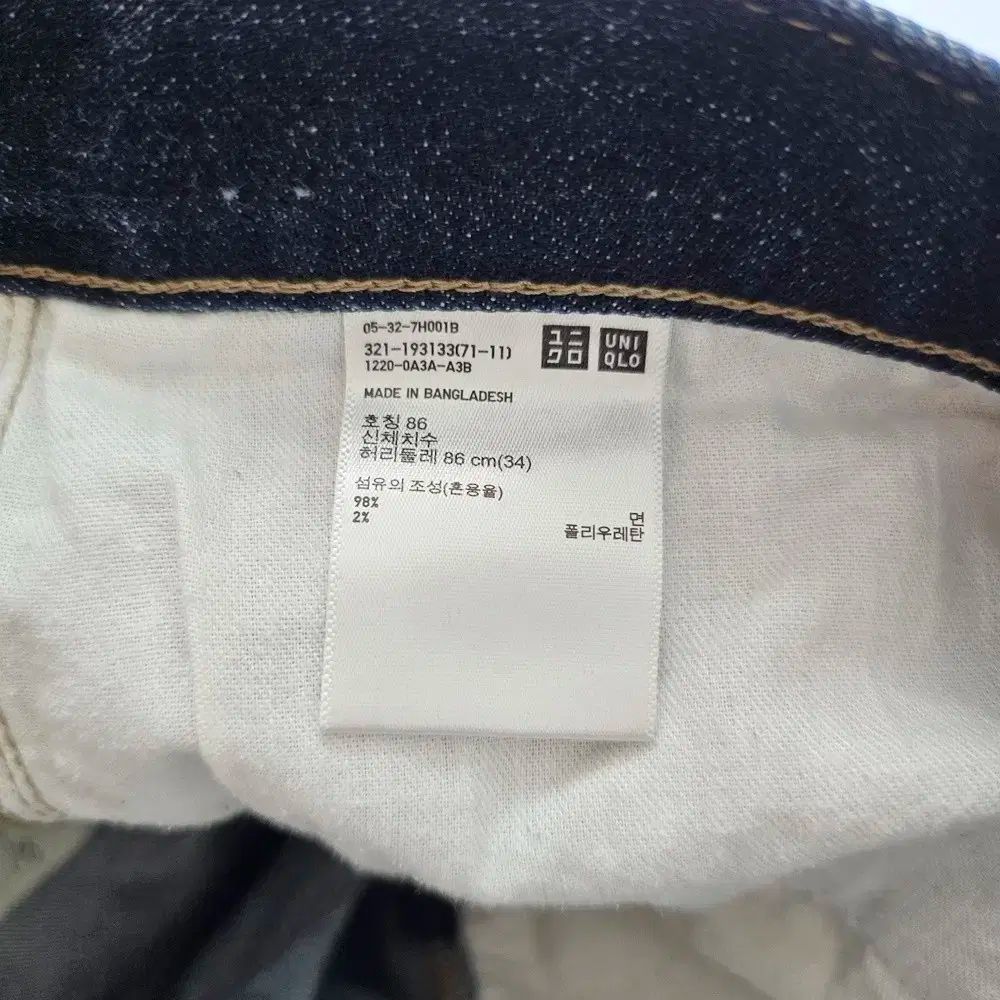 05-32-7H001B
321-193133(71-11)
1220-0A3A-A3B
ユニ
クロ
UNI
QLO
MADE IN BANGLADESH
호칭 86
신체치수
허리둘레 86 cm(34)
섬유의 조성(혼용율)
98% 면
2% 폴리우레탄